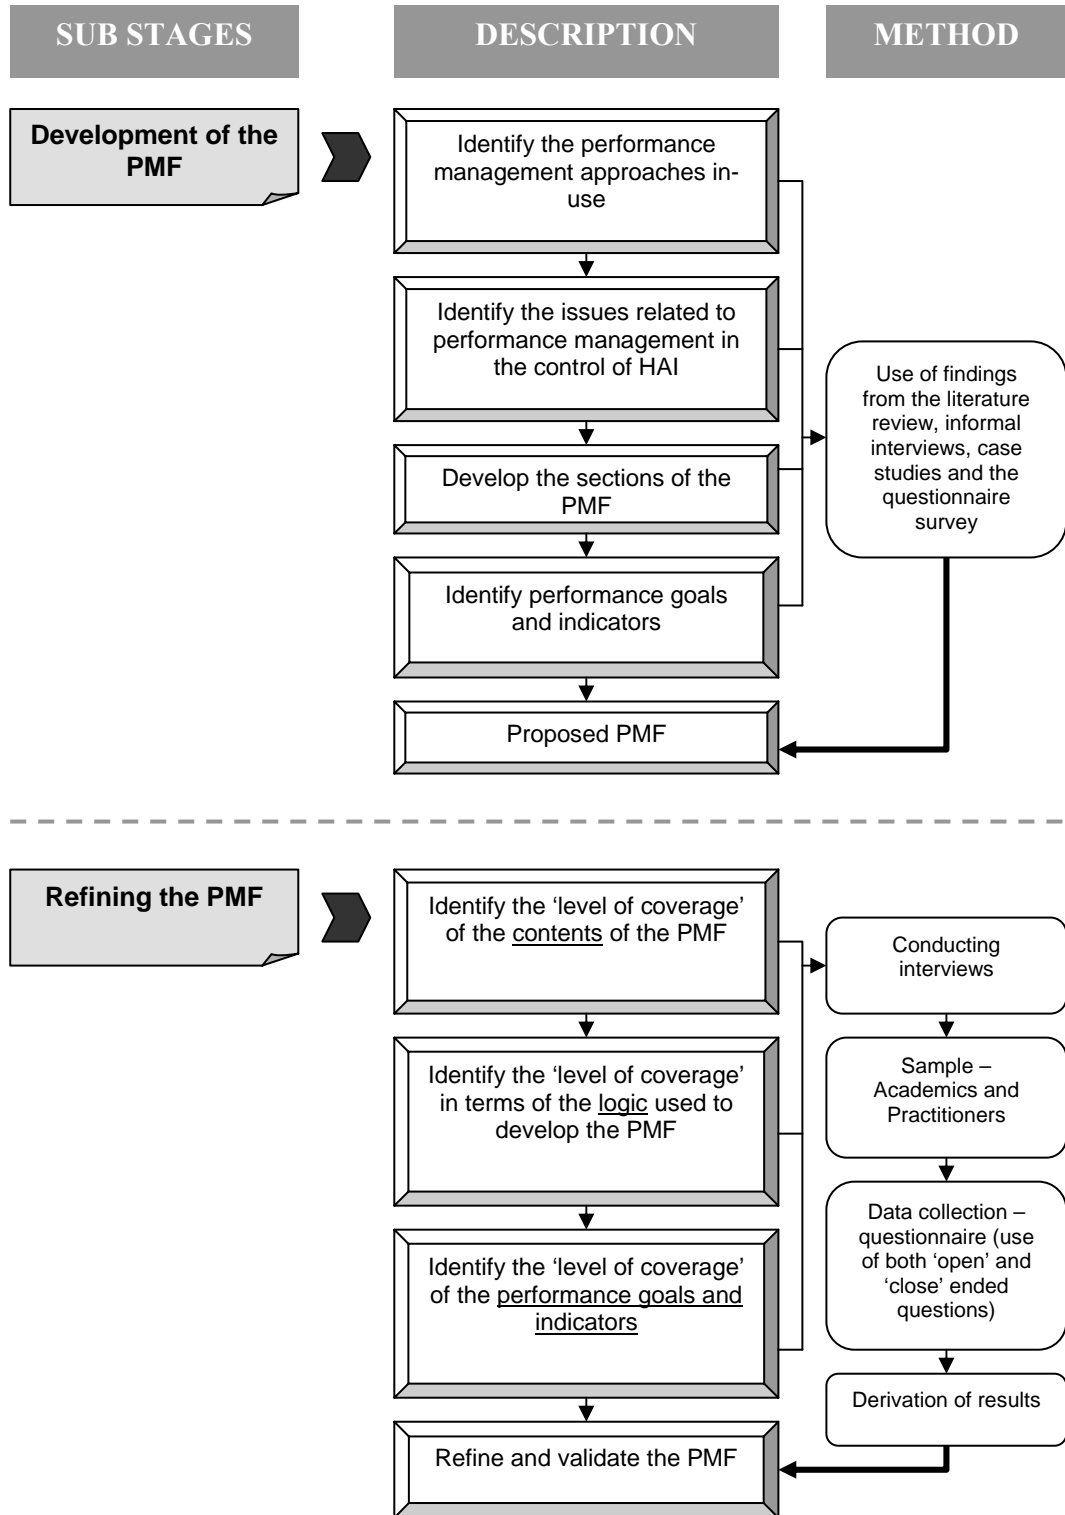 SUB STAGES
DESCRIPTION
METHOD
Development of the
PMF
Identify the performance
management approaches in-
use
Identify the issues related to
performance management in
the control of HAI
Develop the sections of the
PMF
Identify performance goals
and indicators
Proposed PMF
Use of findings
from the literature
review, informal
interviews, case
studies and the
questionnaire
survey
Refining the PMF
Identify the ‘level of coverage’
of the contents of the PMF
Identify the ‘level of coverage’
in terms of the logic used to
develop the PMF
Identify the ‘level of coverage’
of the performance goals and
indicators
Refine and validate the PMF
Conducting
interviews
Sample –
Academics and
Practitioners
Data collection –
questionnaire (use
of both ‘open’ and
‘close’ ended
questions)
Derivation of results